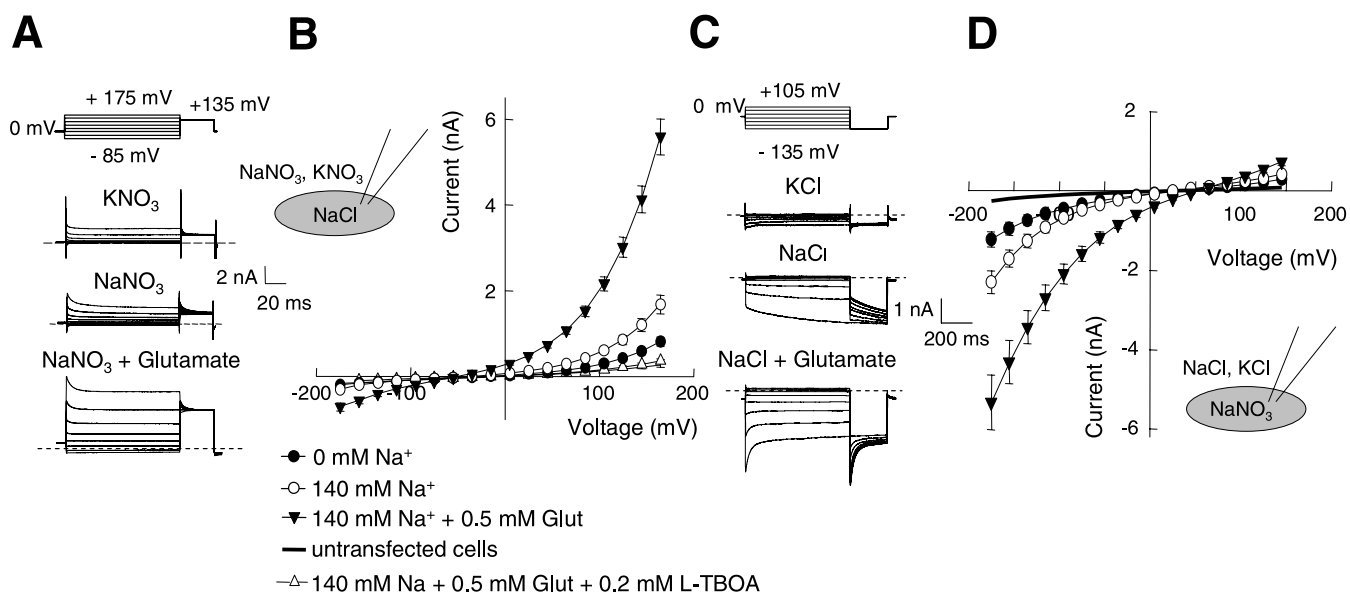 A
+ 175 mV
+135 mV
0 mV
- 85 mV
KNO3
NaNO3
2 nA
20 ms
NaNO3 + Glutamate
B
NaNO3, KNO3
NaCl
Current (nA)
6
4
2
-200
-100
100
200
Voltage (mV)
0 mM Na+
140 mM Na+
140 mM Na+ + 0.5 mM Glut
untransfected cells
140 mM Na + 0.5 mM Glut + 0.2 mM L-TBOA
C
+105 mV
0 mV
- 135 mV
KCl
NaCl
1 nA
200 ms
NaCl + Glutamate
D
2
-200
100
200
Voltage (mV)
-2
-4
-6
Current (nA)
NaCl, KCl
NaNO3